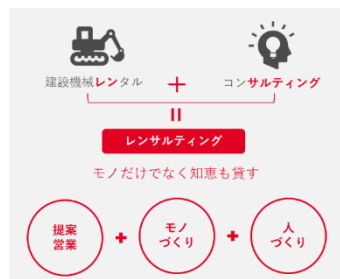 建設機械レンタル + コンサルティング
=
レンサルティング
モノだけでなく知恵も貸す
提案 + モノ + 人
営業 づくり づくり